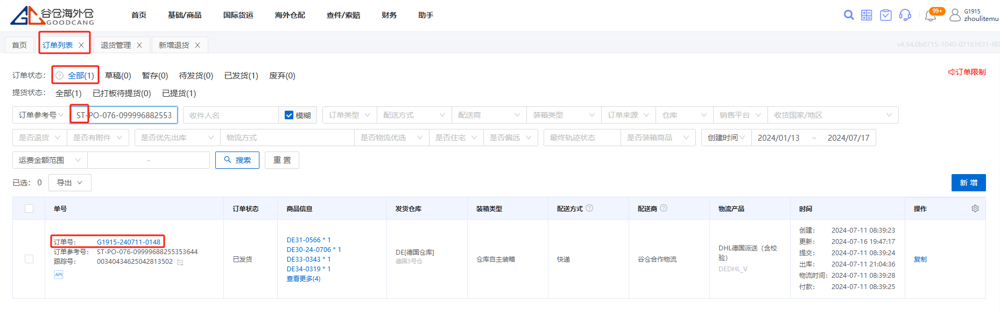 谷仓海外仓
GOODCANG
首页 基础/商品 国际货运 海外仓配 查件/索赔 财务 助手
99+
G1915
zhoulitemu
首页 订单列表 X 退货管理 X 新增退货 X
v4.94.0b0715-1040-07161631-f87
订单状态： 全部(1) 草稿(0) 暂存(0) 待发货(0) 已发货(1) 废弃(0)
订单限制
提货状态： 全部(1) 已打板待提货(0) 已提货(1)
订单参考号 ST-PO-076-099996882553 收件人名 模糊 订单类型 配送方式 配送商 装箱类型 订单来源 仓库 销售平台 收货国家/地区
是否退货 是否有附件 是否优先出库 物流方式 是否物流优选 是否住宅 是否偏远 最终轨迹状态 是否装箱商品 创建时间 2024/01/13 ~ 2024/07/17
运费金额范围 ~ 搜索 重 置
已选： 0 导出 新 增
单号 订单状态 商品信息 发货仓库 装箱类型 配送方式 配送商 物流产品 时间 操作
订单号： G1915-240711-0148
订单参考号： ST-PO-076-09999688255353644
跟踪号： 00340434625042813502
API
已发货
DE31-0566 * 1
DE30-24-0706 * 1
DE33-0343 * 1
DE34-0319 * 1
查看更多(4)
DE[德国仓库]
德国3号仓
仓库自主装箱
快递
谷仓合作物流
DHL德国派送（含校
验）
DEDHL_V
创建： 2024-07-11 08:39:23
更新： 2024-07-16 19:47:17
提交： 2024-07-11 08:39:24
出库： 2024-07-11 21:04:36
物流时间： 2024-07-11 08:39:28
付款： 2024-07-11 08:39:25
复制